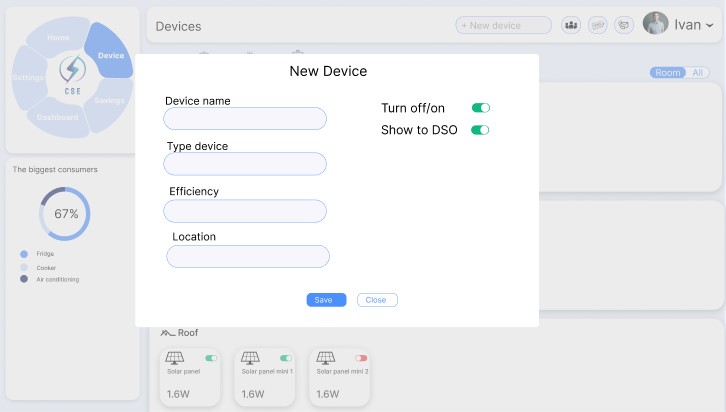 Home
Device
Settings
CSE
Savings
Dashboard
The biggest consumers
67%
Fridge
Cooker
Air conditioning
Devices
+ New device
Ivan
Room
All
New Device
Device name
Type device
Efficiency
Location
Turn off/on
Show to DSO
Save
Close
Roof
Solar panel
1.6W
Solar panel mini 1
1.6W
Solar panel mini 2
1.6W